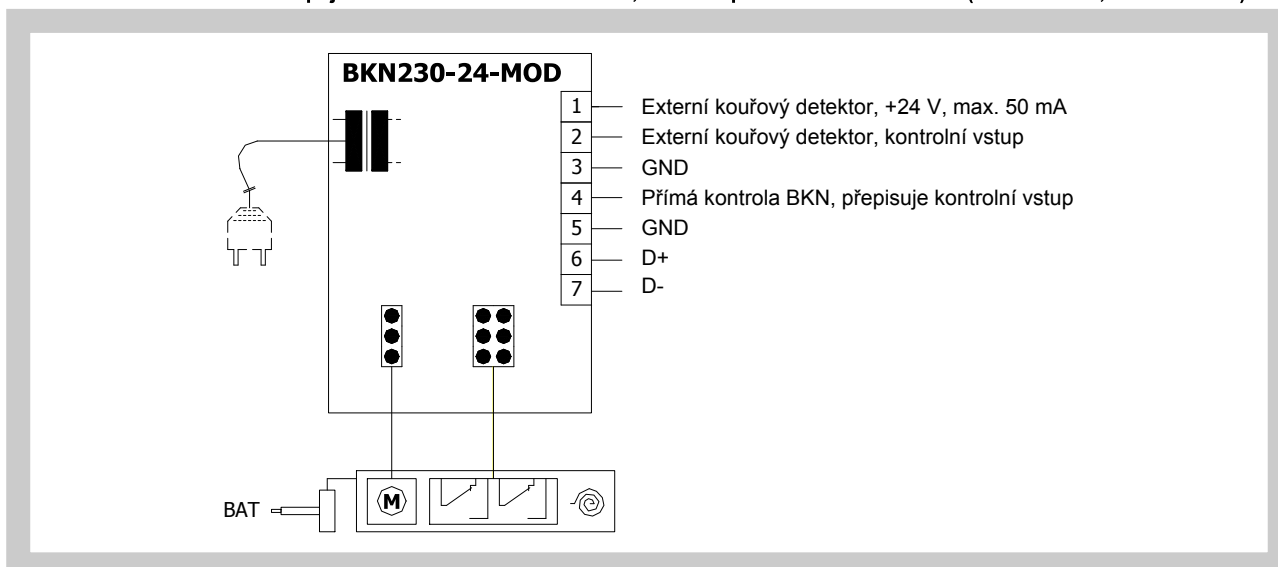 BKN230-24-MOD
1 Externí kouřový detektor, +24 V, max. 50 mA
2 Externí kouřový detektor, kontrolní vstup
3 GND
4 Přímá kontrola BKN, přepisuje kontrolní vstup
5 GND
6 D+
7 D-
BAT
M